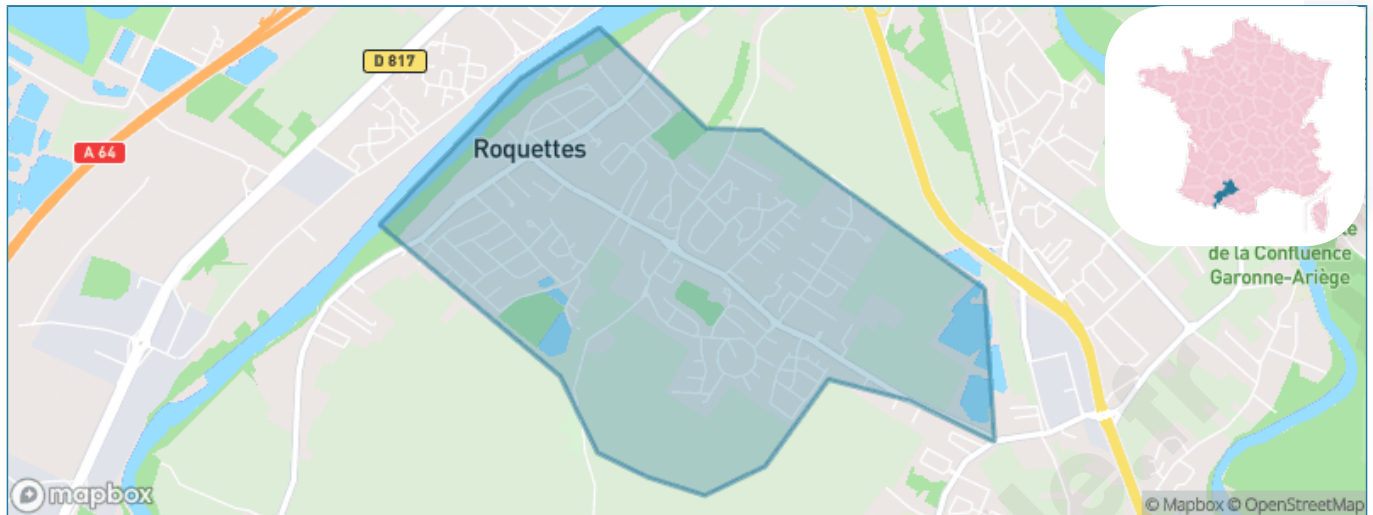 D 817
A 64
Roquettes
de la Confluence
Garonne-Ariège
mapbox
© Mapbox © OpenStreetMap